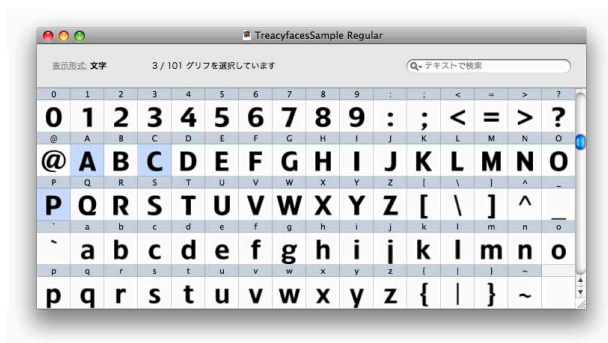 TreacyfacesSample Regular
表示形式: 文字 3 / 101 グリフを選択しています テキストで検索
0 1 2 3 4 5 6 7 8 9 : ; < = > ?
0 1 2 3 4 5 6 7 8 9 : ; < = > ?
@ A B C D E F G H I J K L M N O
@ A B C D E F G H I J K L M N O
P Q R S T U V W X Y Z [ \ ] ^ _
P Q R S T U V W X Y Z [ \ ] ^ _
` a b c d e f g h i j k l m n o
` a b c d e f g h i j k l m n o
p q r s t u v w x y z { | } ~
p q r s t u v w x y z { | } ~